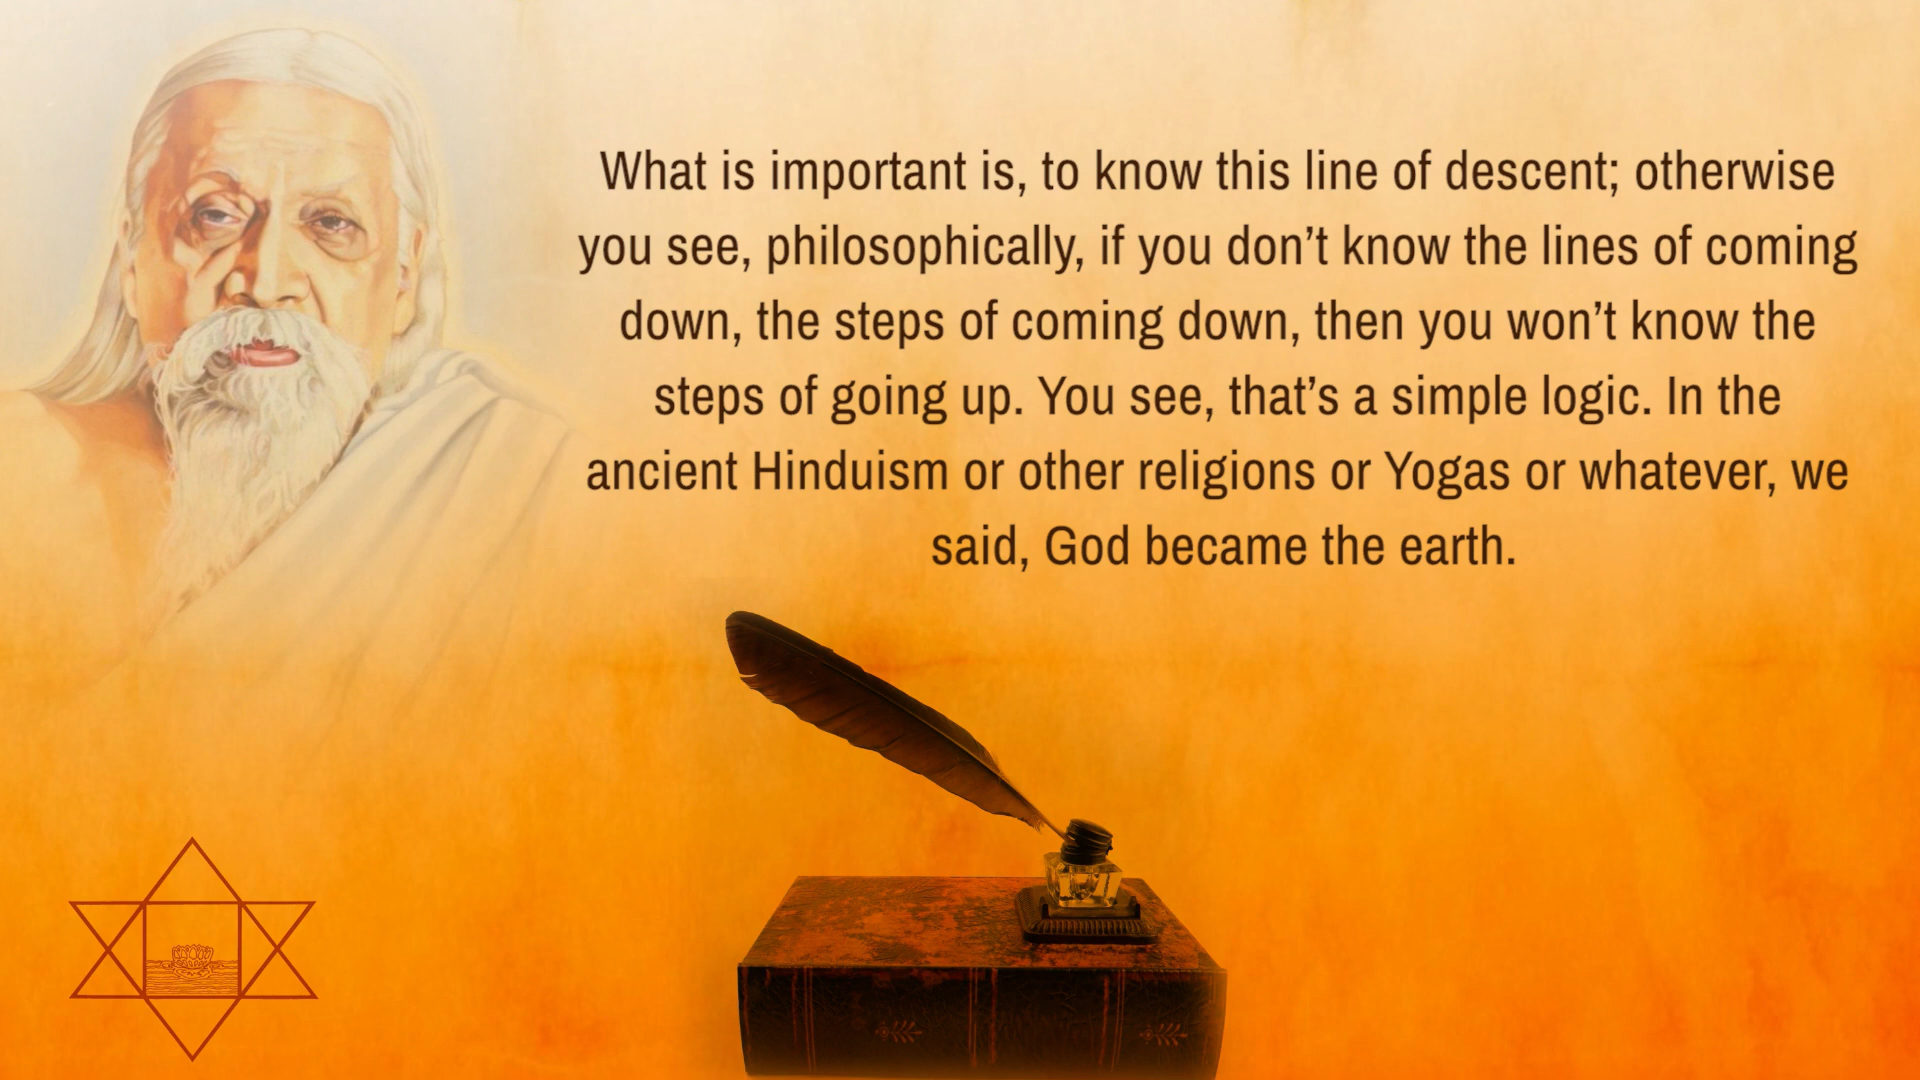 What is important is, to know this line of descent; otherwise
you see, philosophically, if you don’t know the lines of coming
down, the steps of coming down, then you won’t know the
steps of going up. You see, that’s a simple logic. In the
ancient Hinduism or other religions or Yogas or whatever, we
said, God became the earth.